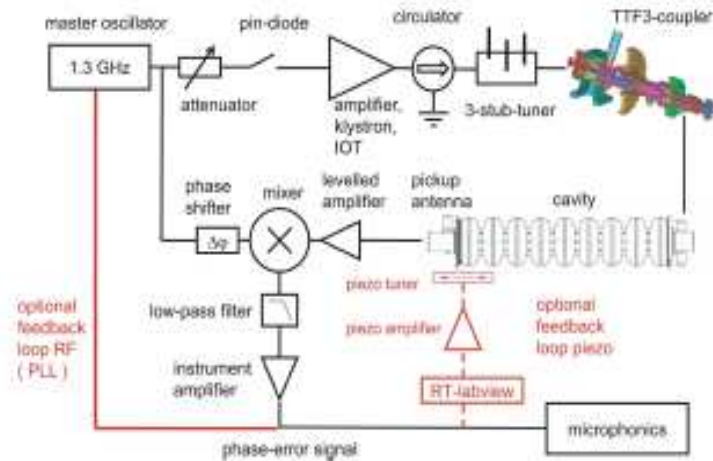 master oscillator
pin-diode
circulator
TTF3-coupler
1.3 GHz
attenuator
amplifier,
klystron,
IOT
3-stub-tuner
phase
shifter
mixer
levelled
amplifier
pickup
antenna
cavity
Δφ
optional
feedback
loop RF
( PLL )
low-pass filter
piezo tuner
piezo amplifier
optional
feedback
loop piezo
instrument
amplifier
RT-labview
microphonics
phase-error signal